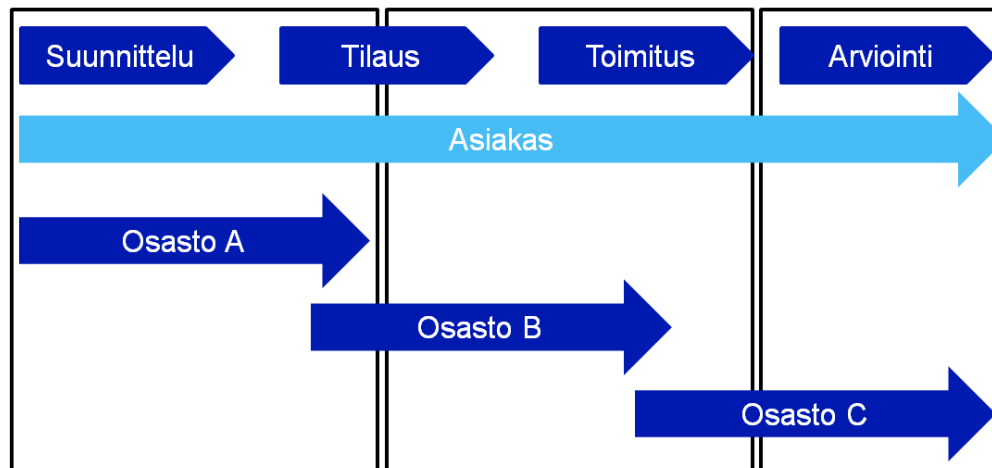 Suunnittelu
Tilaus
Toimitus
Arviointi
Asiakas
Osasto A
Osasto B
Osasto C